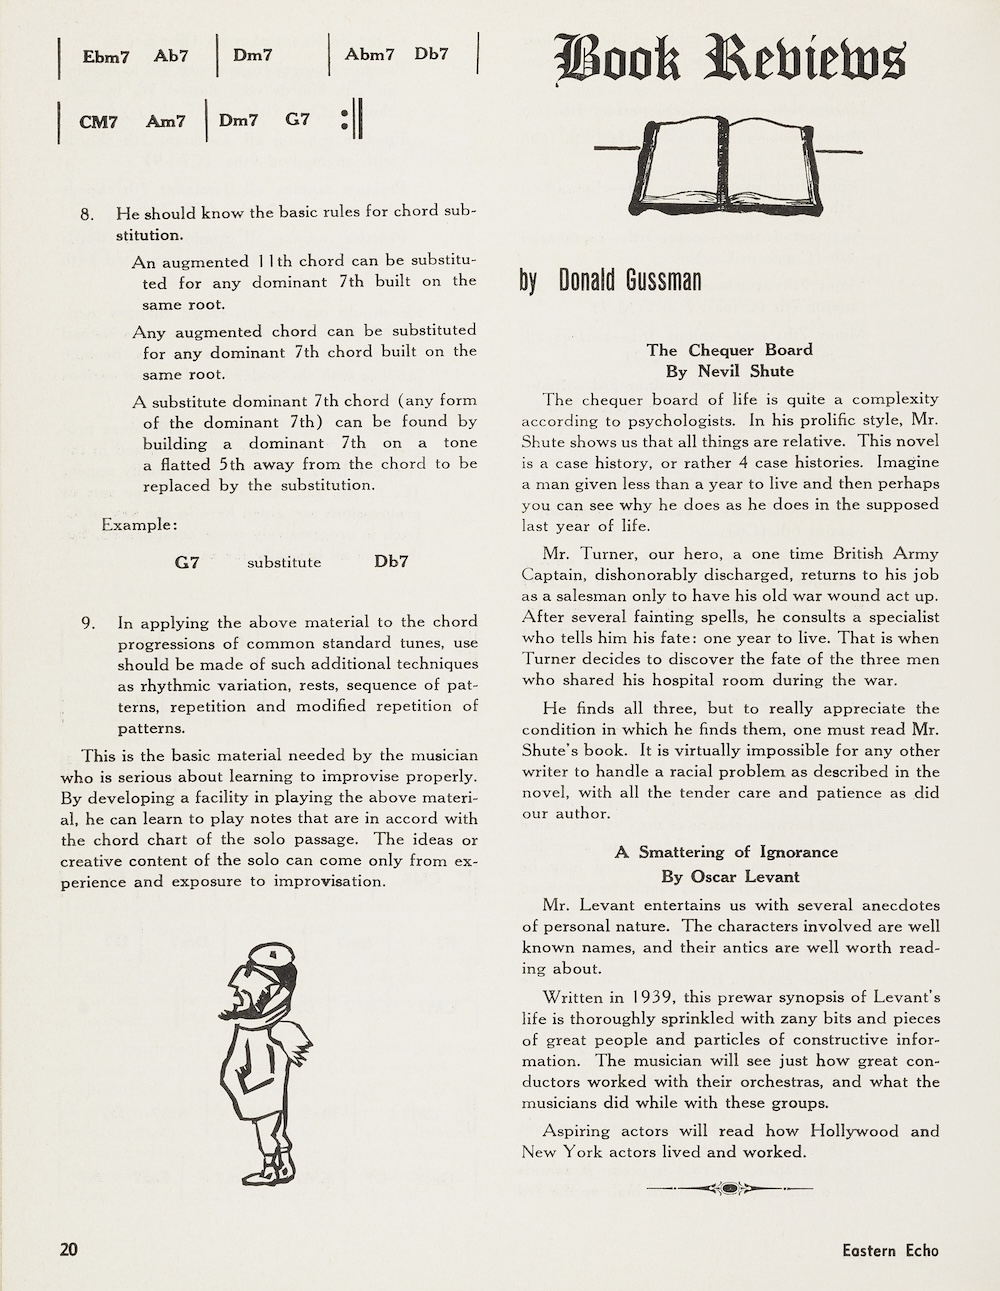 Ebm7 Ab7 Dm7 Abm7 Db7
CM7 Am7 Dm7 G7
8. He should know the basic rules for chord sub-
stitution.
An augmented 11th chord can be substitu-
ted for any dominant 7th built on the
same root.
Any augmented chord can be substituted
for any dominant 7th chord built on the
same root.
A substitute dominant 7th chord (any form
of the dominant 7th) can be found by
building a dominant 7th on a tone
a flatted 5th away from the chord to be
replaced by the substitution.
Example:
G7 substitute Db7
9. In applying the above material to the chord
progressions of common standard tunes, use
should be made of such additional techniques
as rhythmic variation, rests, sequence of pat-
terns, repetition and modified repetition of
patterns.
This is the basic material needed by the musician
who is serious about learning to improvise properly.
By developing a facility in playing the above materi-
al, he can learn to play notes that are in accord with
the chord chart of the solo passage. The ideas or
creative content of the solo can come only from ex-
perience and exposure to improvisation.
Book Reviews
by Donald Gussman
The Chequer Board
By Nevil Shute
The chequer board of life is quite a complexity
according to psychologists. In his prolific style, Mr.
Shute shows us that all things are relative. This novel
is a case history, or rather 4 case histories. Imagine
a man given less than a year to live and then perhaps
you can see why he does as he does in the supposed
last year of life.
Mr. Turner, our hero, a one time British Army
Captain, dishonorably discharged, returns to his job
as a salesman only to have his old war wound act up.
After several fainting spells, he consults a specialist
who tells him his fate: one year to live. That is when
Turner decides to discover the fate of the three men
who shared his hospital room during the war.
He finds all three, but to really appreciate the
condition in which he finds them, one must read Mr.
Shute's book. It is virtually impossible for any other
writer to handle a racial problem as described in the
novel, with all the tender care and patience as did
our author.
A Smattering of Ignorance
By Oscar Levant
Mr. Levant entertains us with several anecdotes
of personal nature. The characters involved are well
known names, and their antics are well worth read-
ing about.
Written in 1939, this prewar synopsis of Levant's
life is thoroughly sprinkled with zany bits and pieces
of great people and particles of constructive infor-
mation. The musician will see just how great con-
ductors worked with their orchestras, and what the
musicians did while with these groups.
Aspiring actors will read how Hollywood and
New York actors lived and worked.
20
Eastern Echo